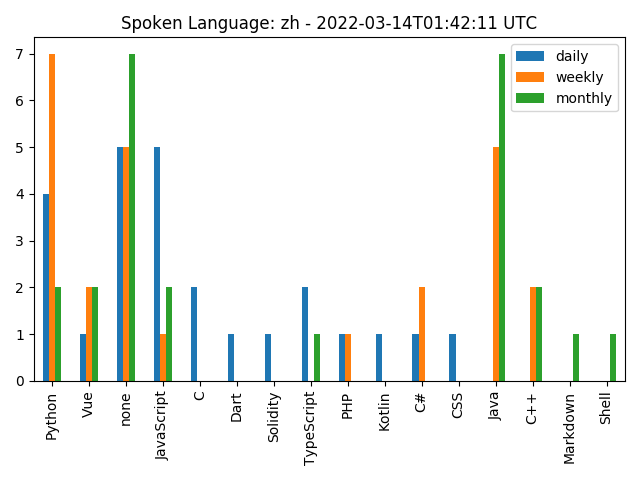 Spoken Language: zh - 2022-03-14T01:42:11 UTC
daily
weekly
monthly
7
6
5
4
3
2
1
0
Python
Vue
none
JavaScript
C
Dart
Solidity
TypeScript
PHP
Kotlin
C#
CSS
Java
C++
Markdown
Shell